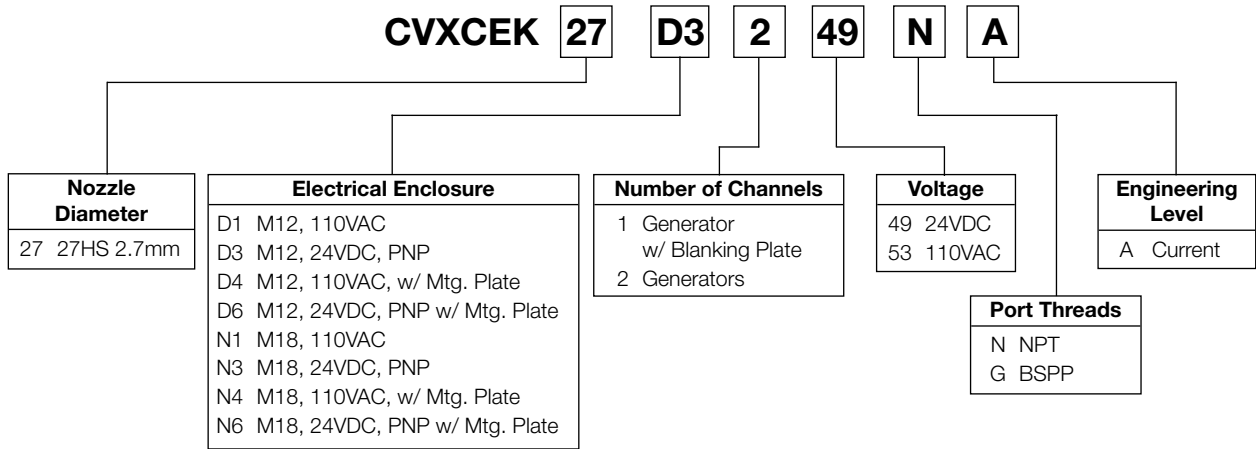 CVXCEK 27 D3 2 49 N A
Nozzle
Diameter
27 27HS 2.7mm
Electrical Enclosure
D1 M12, 110VAC
D3 M12, 24VDC, PNP
D4 M12, 110VAC, w/ Mtg. Plate
D6 M12, 24VDC, PNP w/ Mtg. Plate
N1 M18, 110VAC
N3 M18, 24VDC, PNP
N4 M18, 110VAC, w/ Mtg. Plate
N6 M18, 24VDC, PNP w/ Mtg. Plate
Number of Channels
1 Generator
w/ Blanking Plate
2 Generators
Voltage
49 24VDC
53 110VAC
Port Threads
N NPT
G BSPP
Engineering
Level
A Current